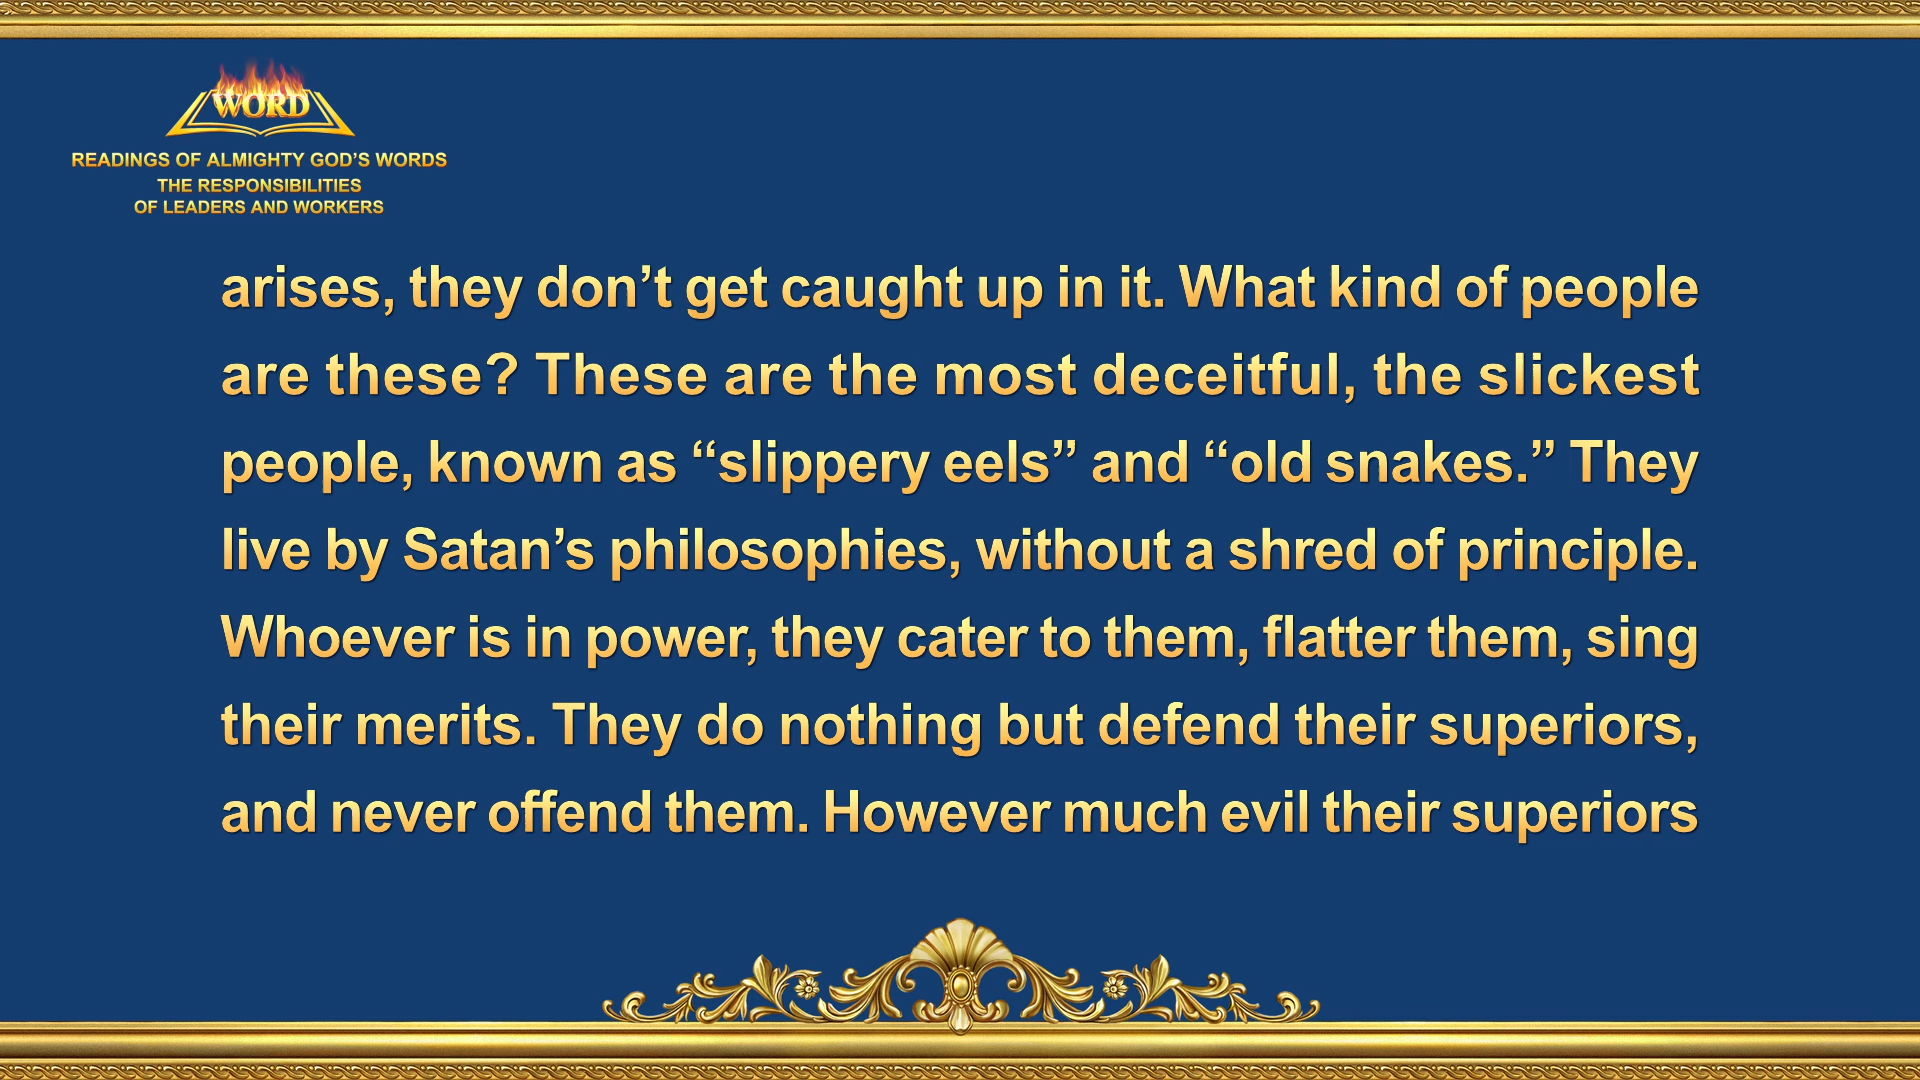 WORD
READINGS OF ALMIGHTY GOD’S WORDS
THE RESPONSIBILITIES
OF LEADERS AND WORKERS
arises, they don’t get caught up in it. What kind of people
are these? These are the most deceitful, the slickest
people, known as “slippery eels” and “old snakes.” They
live by Satan’s philosophies, without a shred of principle.
Whoever is in power, they cater to them, flatter them, sing
their merits. They do nothing but defend their superiors,
and never offend them. However much evil their superiors